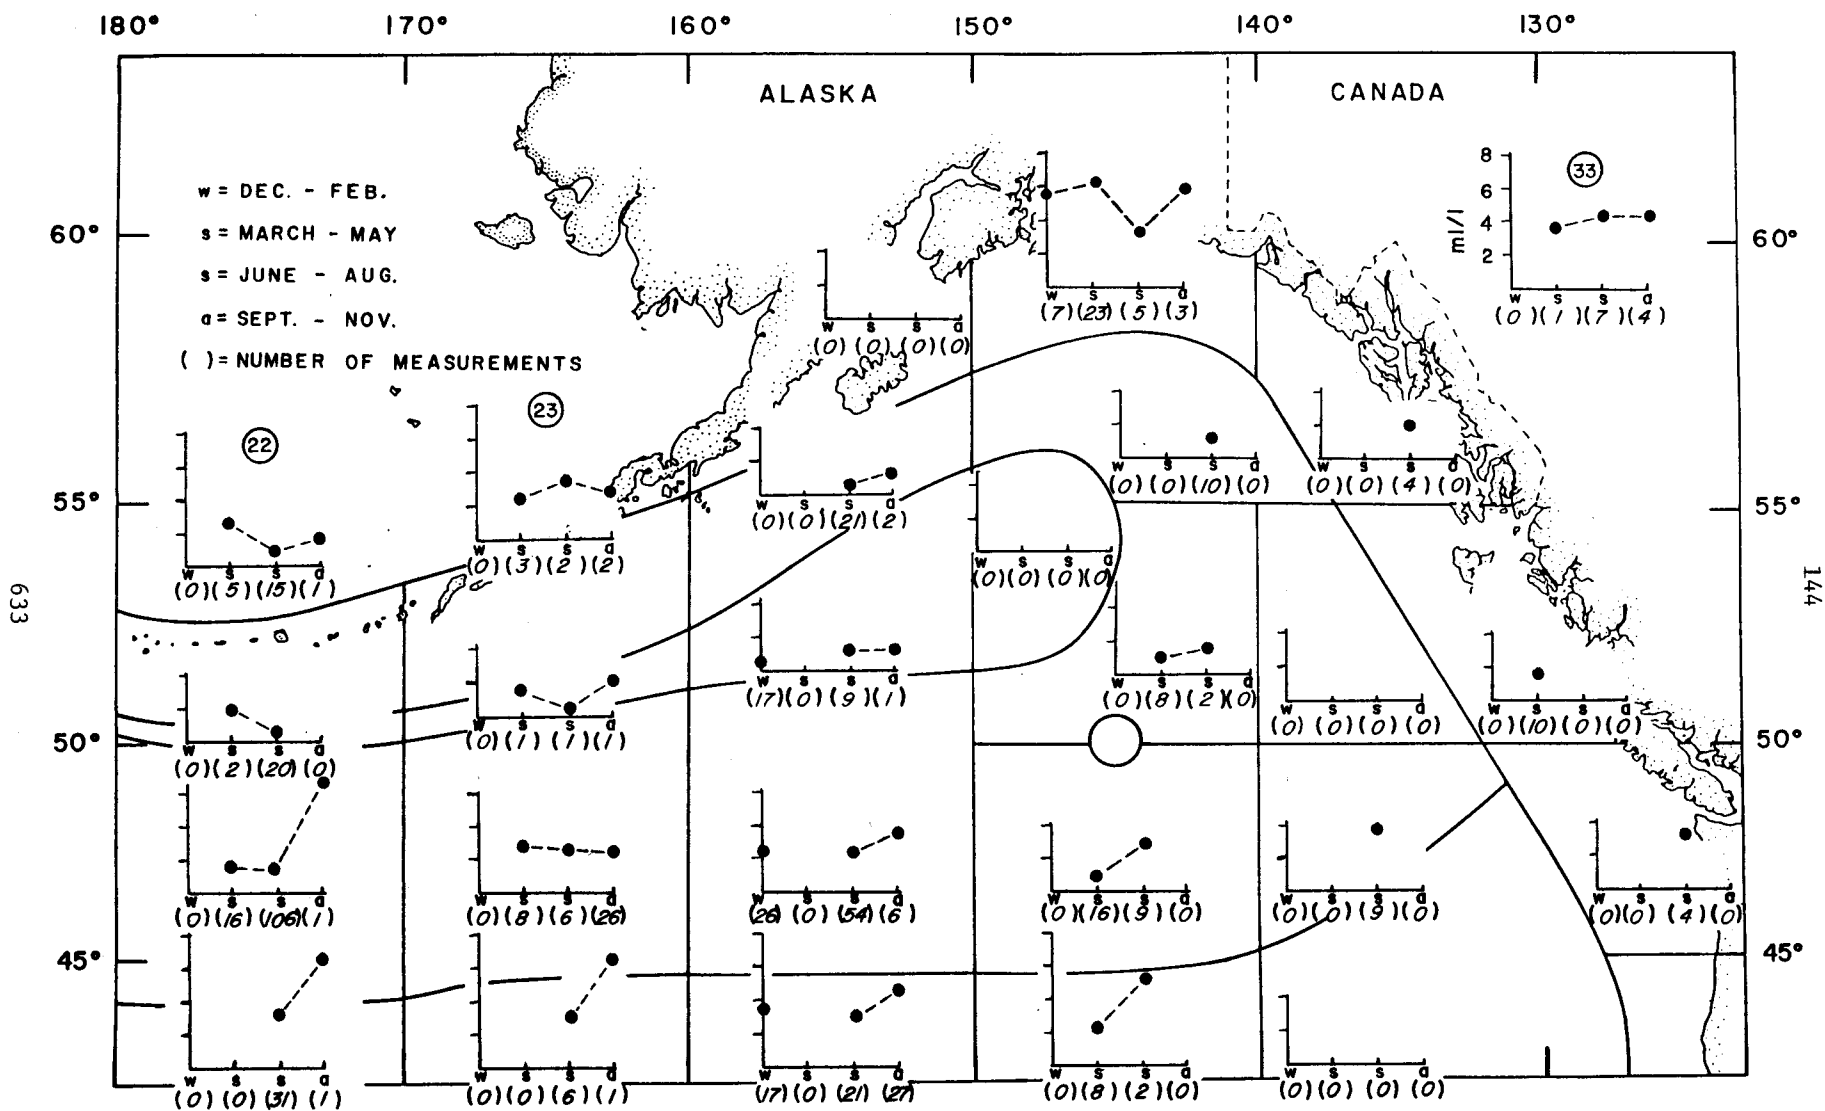 180° 170° 160° 150° 140° 130°
ALASKA CANADA
w = DEC. - FEB.
s = MARCH - MAY
s = JUNE - AUG.
a = SEPT. - NOV.
( ) = NUMBER OF MEASUREMENTS
60° 60°
8
6
4
2
ml/l
33
w s s a
(0) (1) (7) (4)
w s s a
(7) (23) (5) (3)
w s s a
(0) (0) (0) (0)
22
w s s a
(0) (5) (15) (1)
23
w s s a
(0) (3) (2) (2)
w s s a
(0) (0) (21) (2)
w s s a
(0) (0) (10) (0)
w s s a
(0) (0) (4) (0)
55° 55°
w s s a
(0) (0) (0) (0)
633
144
w s s a
(0) (2) (20) (0)
w s s a
(0) (1) (1) (1)
w s s a
(17) (0) (9) (1)
w s s a
(0) (8) (2) (0)
w s s a
(0) (0) (0) (0)
w s s a
(0) (10) (0) (0)
50° 50°
w s s a
(0) (16) (106) (1)
w s s a
(0) (8) (6) (26)
w s s a
(26) (0) (54) (6)
w s s a
(0) (16) (9) (0)
w s s a
(0) (0) (9) (0)
w s s a
(0) (0) (4) (0)
45° 45°
w s s a
(0) (0) (31) (1)
w s s a
(0) (0) (6) (1)
w s s a
(17) (0) (21) (27)
w s s a
(0) (8) (2) (0)
w s s a
(0) (0) (0) (0)